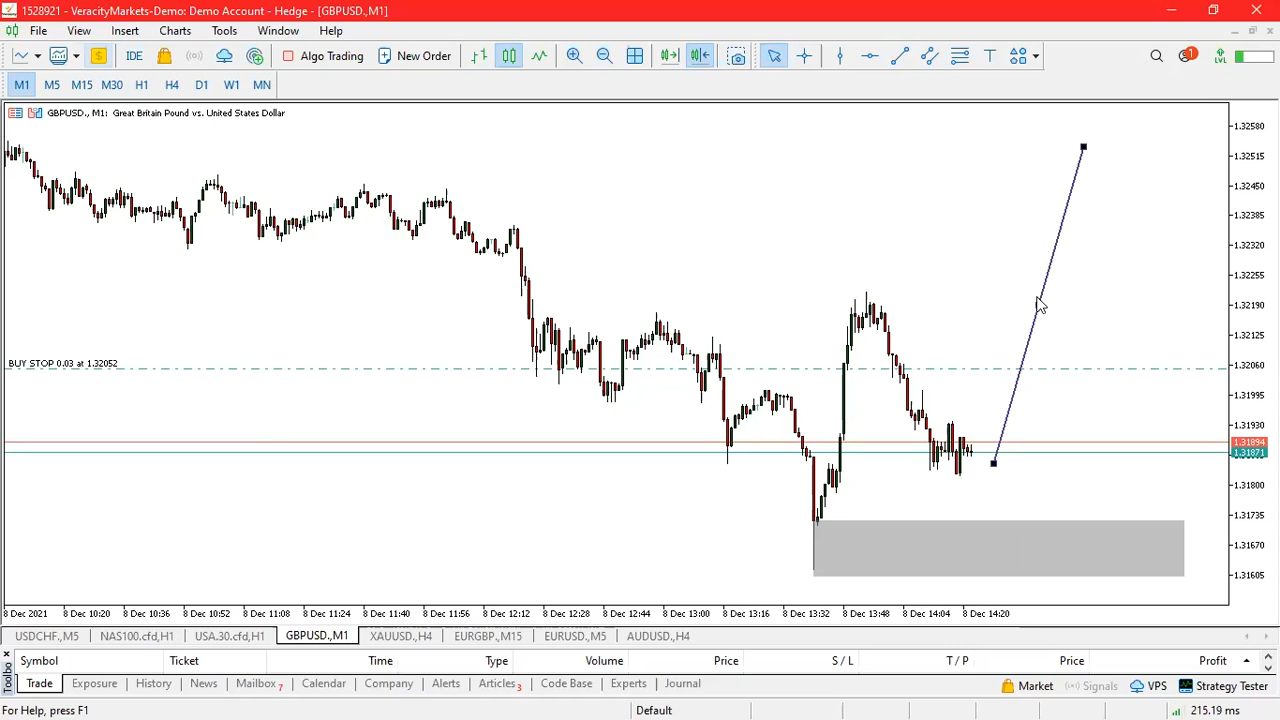 1528921 - VeracityMarkets-Demo: Demo Account - Hedge - [GBPUSD.,M1]
File View Insert Charts Tools Window Help
IDE Algo Trading New Order 1 LVL
M1 M5 M15 M30 H1 H4 D1 W1 MN
GBPUSD., M1: Great Britain Pound vs. United States Dollar
1.32580
1.32515
1.32450
1.32385
1.32320
1.32255
1.32190
1.32125
BUY STOP 0.03 at 1.32052
1.32060
1.31995
1.31930
1.31894
1.31871
1.31800
1.31735
1.31670
1.31605
8 Dec 2021 8 Dec 10:20 8 Dec 10:36 8 Dec 10:52 8 Dec 11:08 8 Dec 11:24 8 Dec 11:40 8 Dec 11:56 8 Dec 12:12 8 Dec 12:28 8 Dec 12:44 8 Dec 13:00 8 Dec 13:16 8 Dec 13:32 8 Dec 13:48 8 Dec 14:04 8 Dec 14:20
USDCHF.,M5 NAS100.cfd,H1 USA.30.cfd,H1 GBPUSD.,M1 XAUUSD.,H4 EURGBP.,M15 EURUSD.,M5 AUDUSD.,H4
Symbol Ticket Time Type Volume Price S / L T / P Price Profit
Toolbo
Trade Exposure History News Mailbox 7 Calendar Company Alerts Articles 3 Code Base Experts Journal Market Signals VPS Strategy Tester
For Help, press F1 Default 215.19 ms